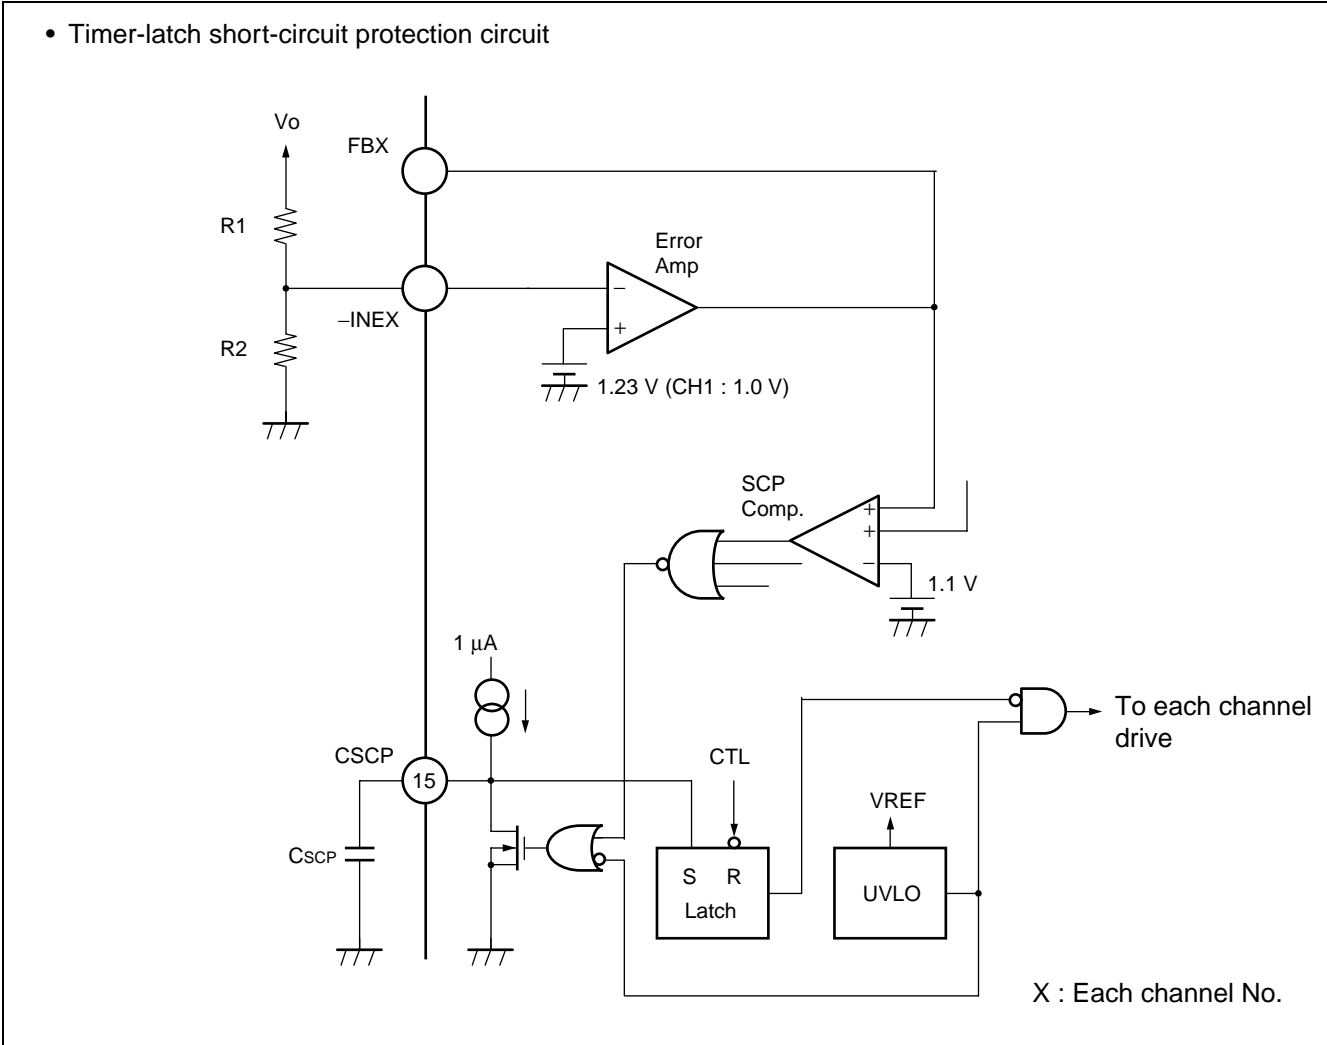 • Timer-latch short-circuit protection circuit
Vo
FBX
R1
Error
Amp
−
+
−INEX
R2
1.23 V (CH1 : 1.0 V)
SCP
Comp.
+
+
−
1.1 V
1 μA
To each channel
drive
CSCP
15
CTL
VREF
CSCP
S R
Latch
UVLO
X : Each channel No.